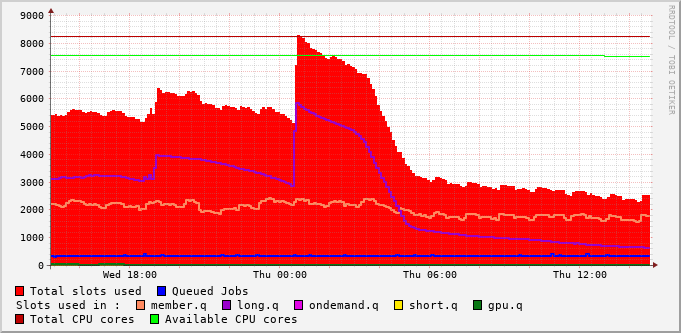 9000
8000
7000
6000
5000
4000
3000
2000
1000
0
Wed 18:00 Thu 00:00 Thu 06:00 Thu 12:00
Total slots used Queued Jobs
Slots used in : member.q long.q ondemand.q short.q gpu.q
Total CPU cores Available CPU cores
RRDTOOL / TOBI OETIKER